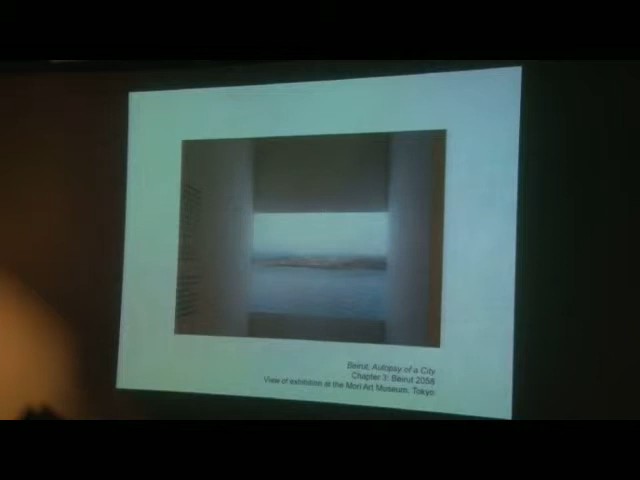 Beirut, Autopsy of a City
Chapter 3: Beirut 2058
View of exhibition at the Mori Art Museum, Tokyo